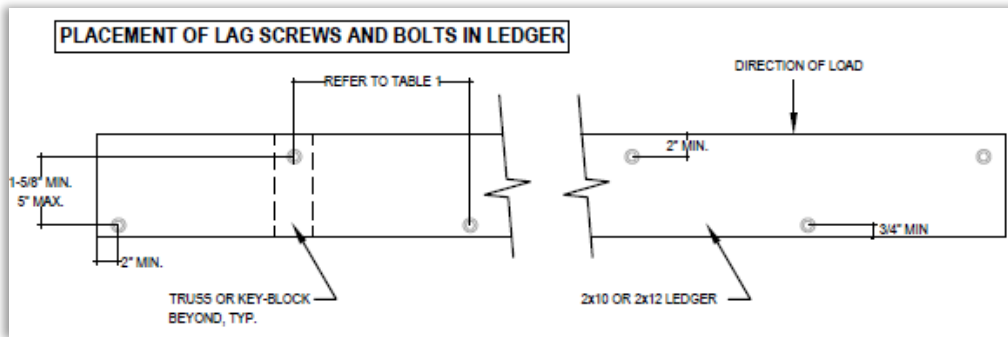 PLACEMENT OF LAG SCREWS AND BOLTS IN LEDGER
REFER TO TABLE 1
DIRECTION OF LOAD
2" MIN.
1-5/8" MIN.
5" MAX.
3/4" MIN
2" MIN.
TRUSS OR KEY-BLOCK
BEYOND, TYP.
2x10 OR 2x12 LEDGER